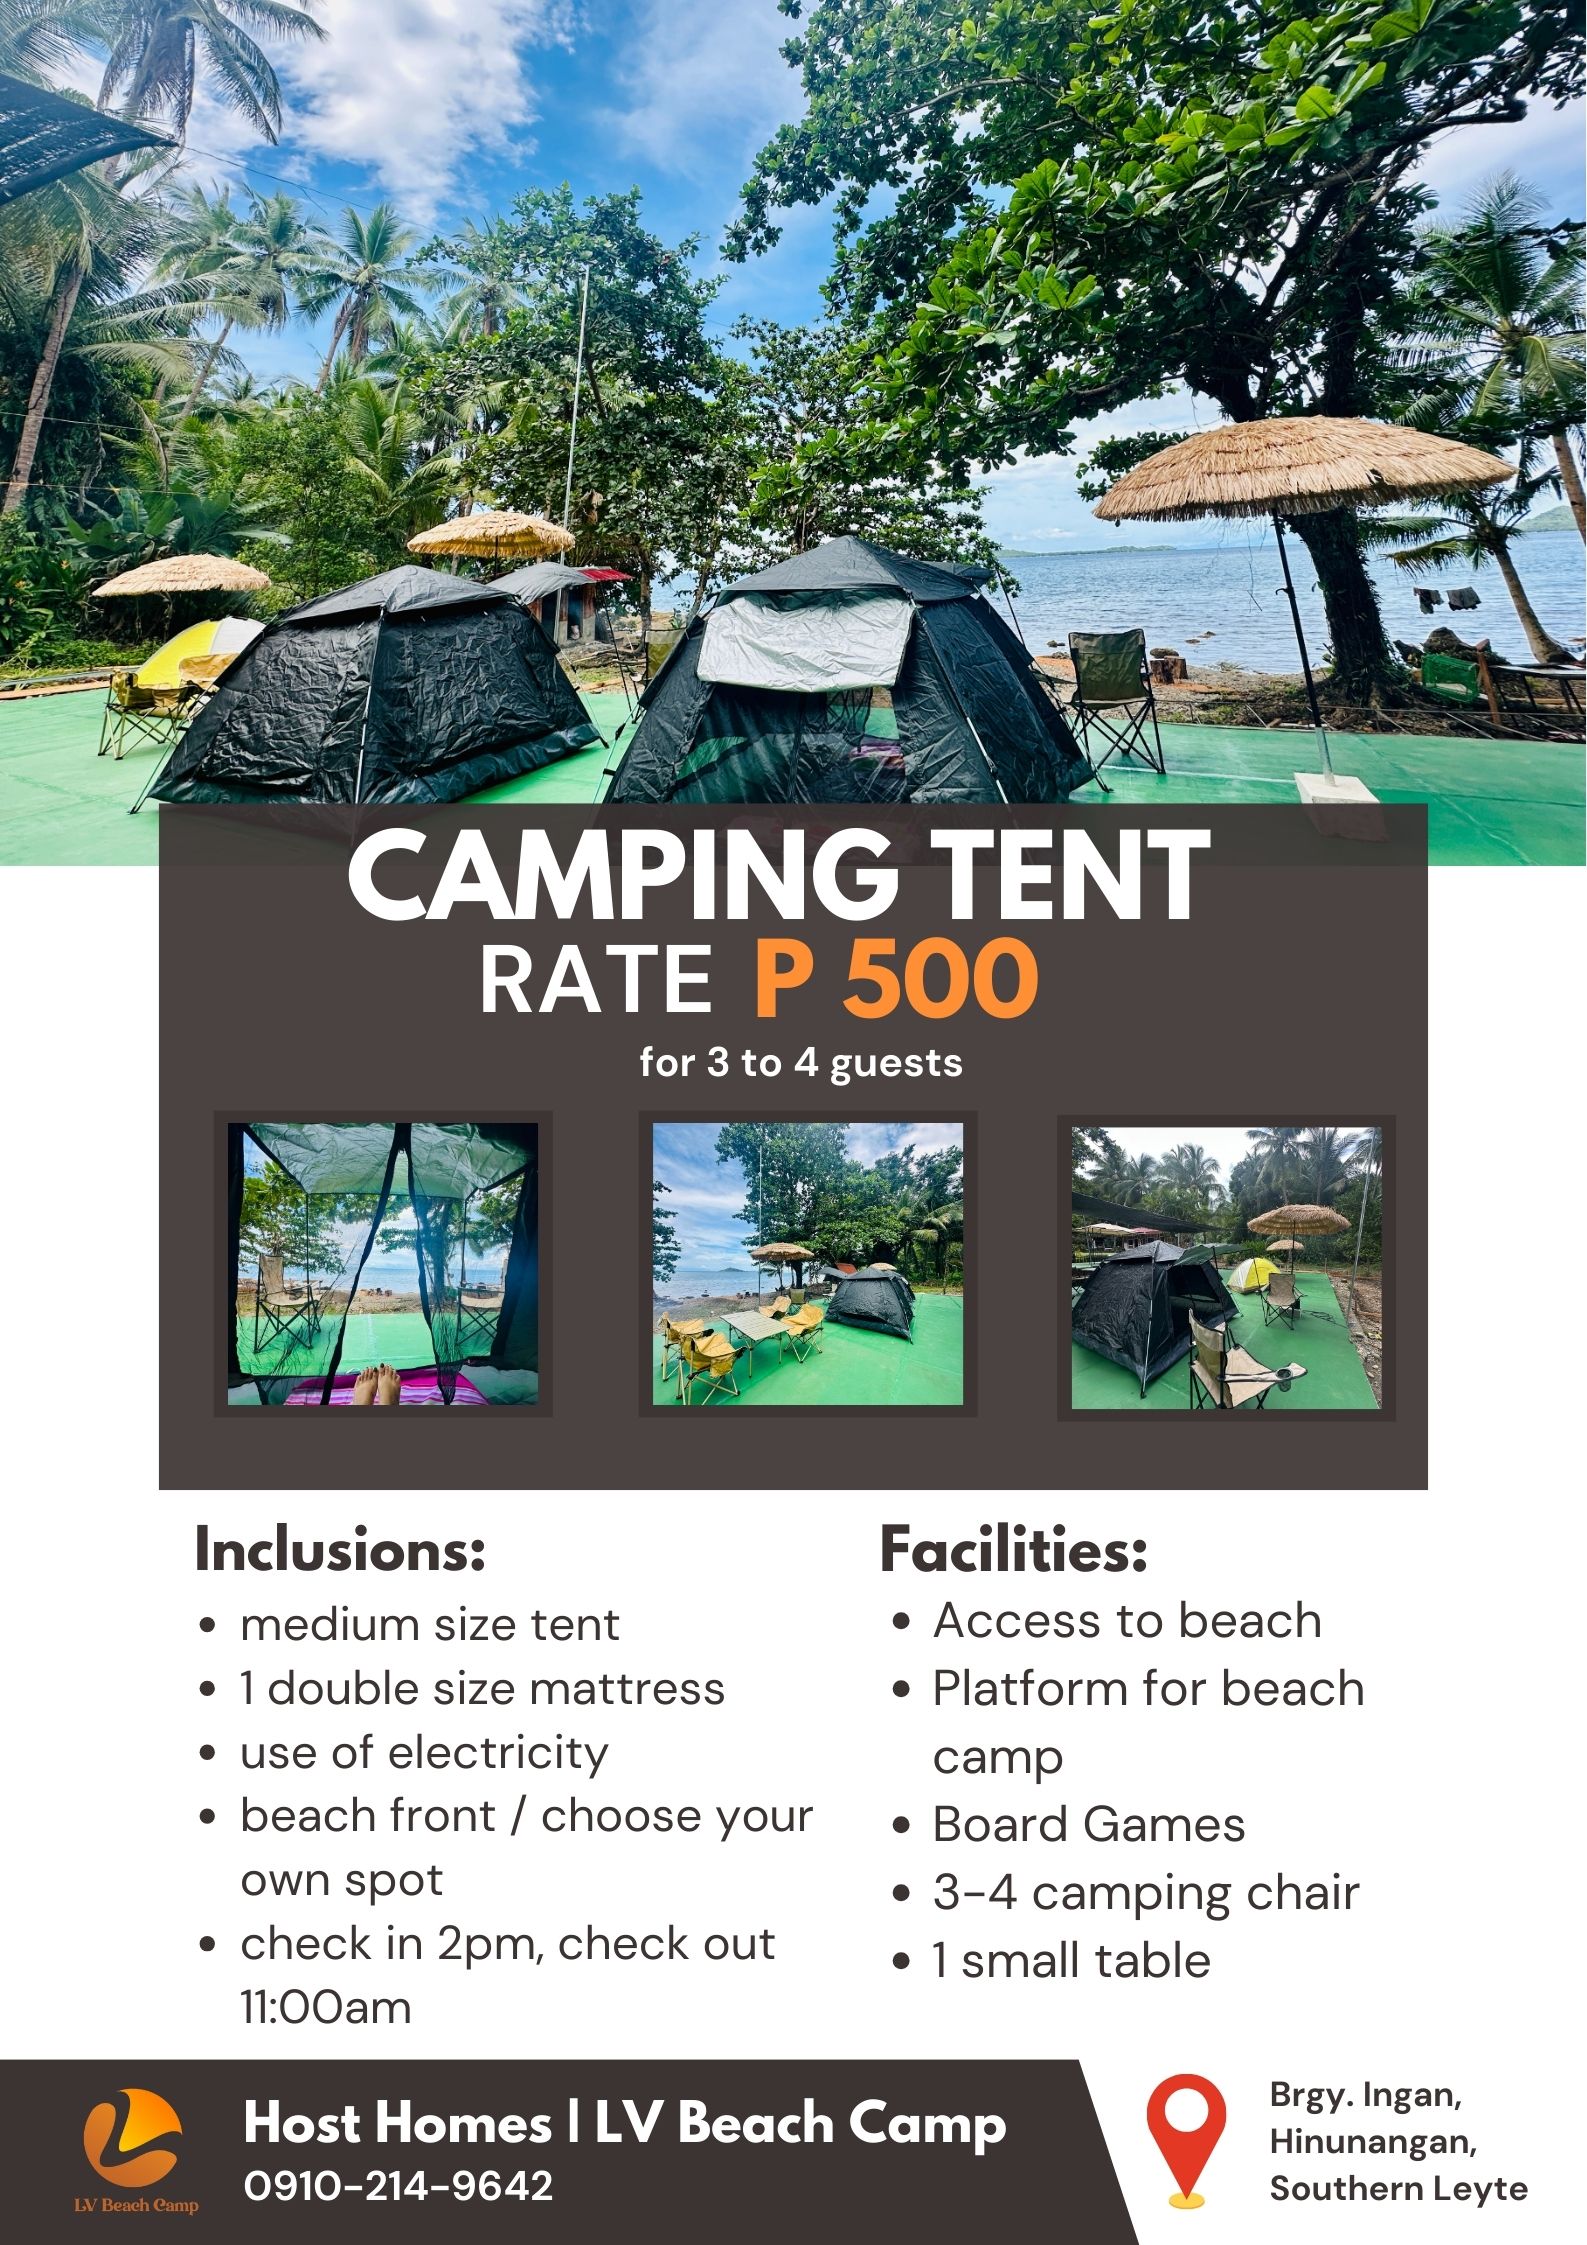 CAMPING TENT
RATE P 500
for 3 to 4 guests
Inclusions:
• medium size tent
• 1 double size mattress
• use of electricity
• beach front / choose your
own spot
• check in 2pm, check out
11:00am
Facilities:
• Access to beach
• Platform for beach
camp
• Board Games
• 3-4 camping chair
• 1 small table
LV Beach Camp
Host Homes | LV Beach Camp
0910-214-9642
Brgy. Ingan,
Hinunangan,
Southern Leyte